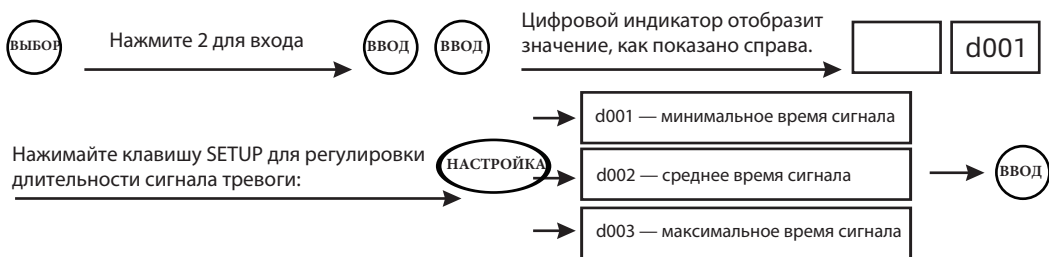 ВЫБОР
Нажмите 2 для входа
ВВОД
ВВОД
Цифровой индикатор отобразит
значение, как показано справа.
d001
Нажимайте клавишу SETUP для регулировки
длительности сигнала тревоги:
НАСТРОЙКА
d001 — минимальное время сигнала
d002 — среднее время сигнала
d003 — максимальное время сигнала
ВВОД